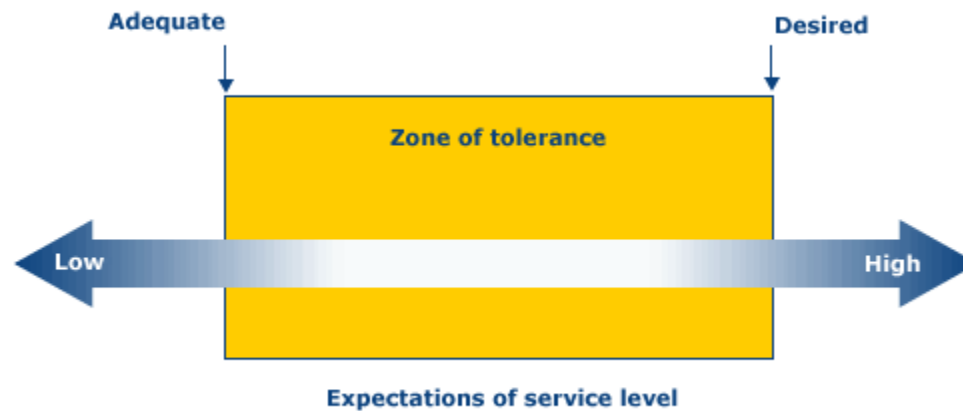 Adequate
Desired
Zone of tolerance
Low
High
Expectations of service level